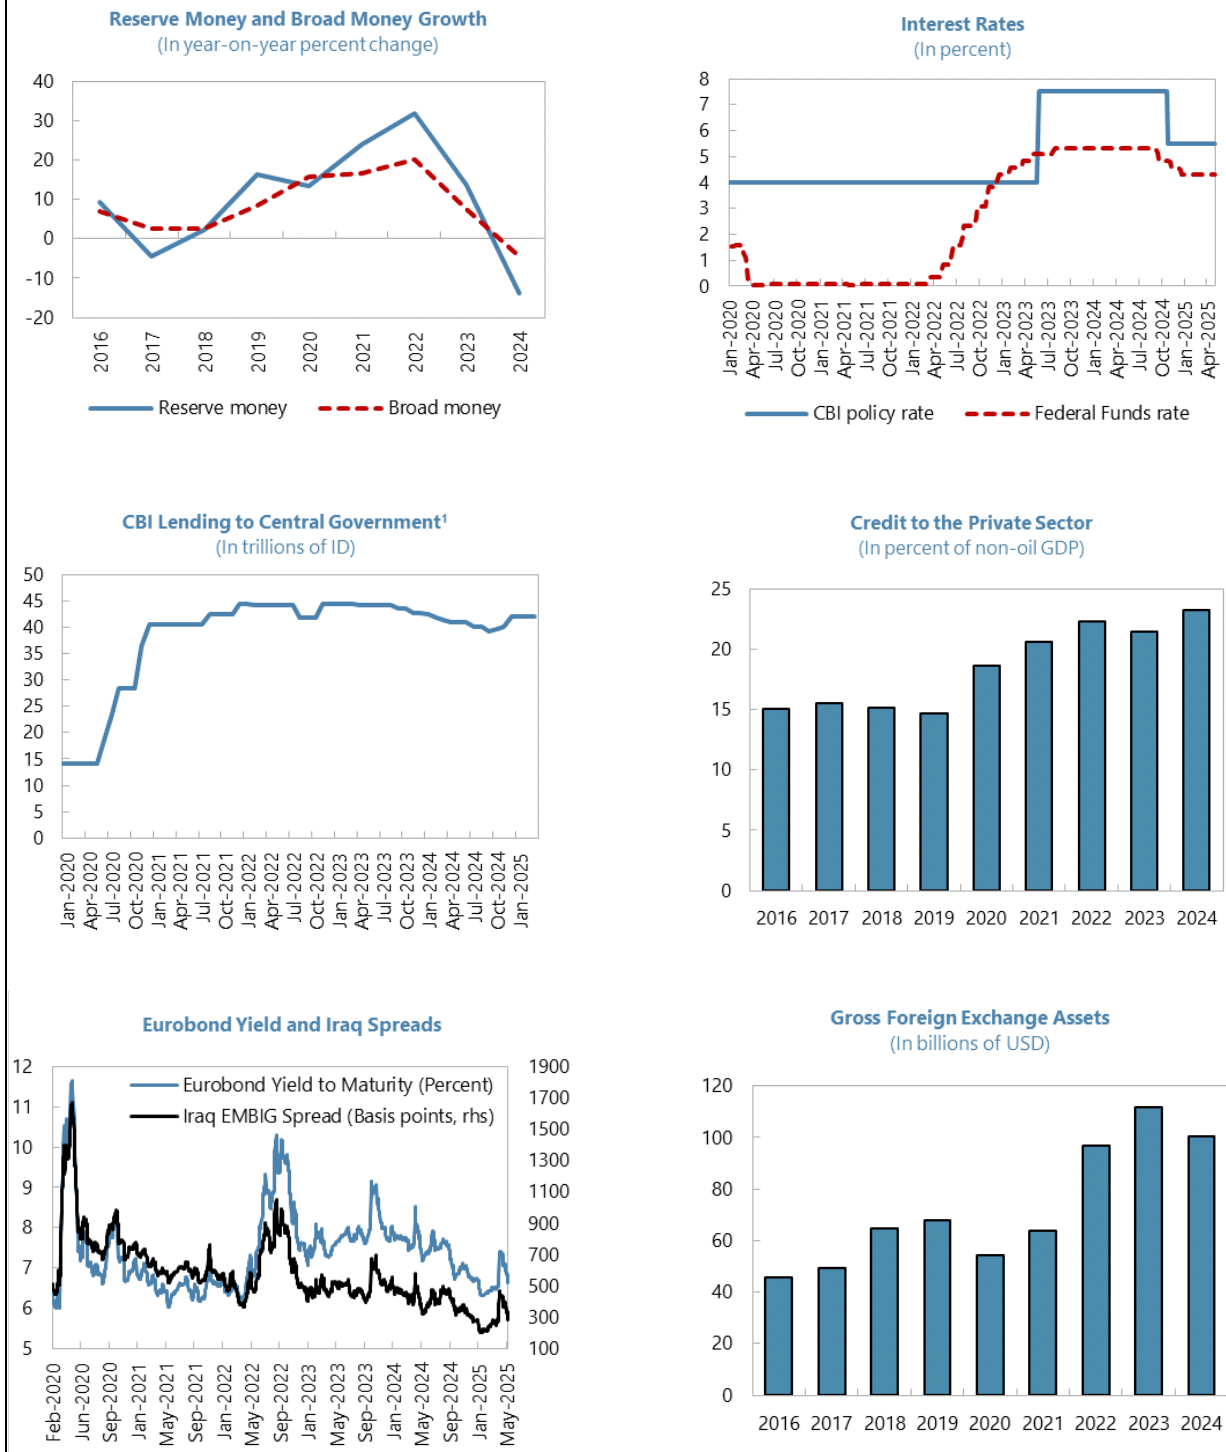 Reserve Money and Broad Money Growth
(In year-on-year percent change)
40
30
20
10
0
-10
-20
2016
2017
2018
2019
2020
2021
2022
2023
2024
Reserve money
Broad money
Interest Rates
(In percent)
8
7
6
5
4
3
2
1
0
Jan-2020
Apr-2020
Jul-2020
Oct-2020
Jan-2021
Apr-2021
Jul-2021
Oct-2021
Jan-2022
Apr-2022
Jul-2022
Oct-2022
Jan-2023
Apr-2023
Jul-2023
Oct-2023
Jan-2024
Apr-2024
Jul-2024
Oct-2024
Jan-2025
Apr-2025
CBI policy rate
Federal Funds rate
CBI Lending to Central Government¹
(In trillions of ID)
50
45
40
35
30
25
20
15
10
5
0
Jan-2020
Apr-2020
Jul-2020
Oct-2020
Jan-2021
Apr-2021
Jul-2021
Oct-2021
Jan-2022
Apr-2022
Jul-2022
Oct-2022
Jan-2023
Apr-2023
Jul-2023
Oct-2023
Jan-2024
Apr-2024
Jul-2024
Oct-2024
Jan-2025
Credit to the Private Sector
(In percent of non-oil GDP)
25
20
15
10
5
0
2016 2017 2018 2019 2020 2021 2022 2023 2024
Eurobond Yield and Iraq Spreads
12
11
10
9
8
7
6
5
Eurobond Yield to Maturity (Percent)
Iraq EMBIG Spread (Basis points, rhs)
1900
1700
1500
1300
1100
900
700
500
300
100
Feb-2020
Jun-2020
Sep-2020
Jan-2021
May-2021
Sep-2021
Jan-2022
May-2022
Sep-2022
Jan-2023
May-2023
Sep-2023
Jan-2024
May-2024
Sep-2024
Jan-2025
May-2025
Gross Foreign Exchange Assets
(In billions of USD)
120
100
80
60
40
20
0
2016 2017 2018 2019 2020 2021 2022 2023 2024